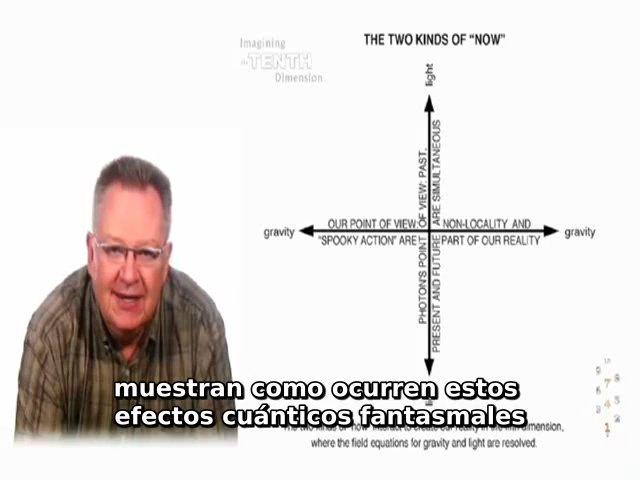 Imagining
the TENTH
Dimension
THE TWO KINDS OF "NOW"
light
PHOTON'S POINT OF VIEW: PAST,
PRESENT AND FUTURE ARE SIMULTANEOUS
gravity
OUR POINT OF VIEW: NON-LOCALITY AND
"SPOOKY ACTION" ARE PART OF OUR REALITY
gravity
muestran como ocurren estos
efectos cuánticos fantasmales
where the field equations for gravity and light are resolved.